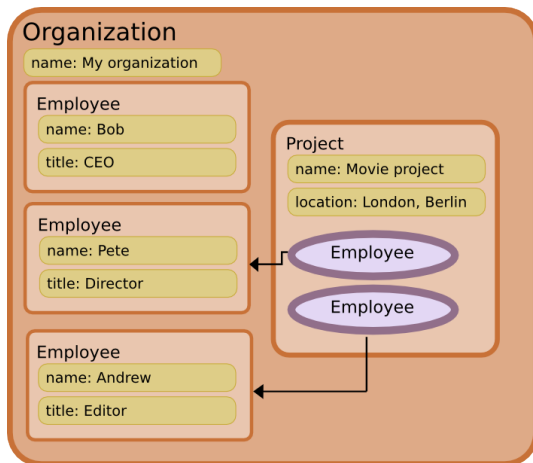 Organization
name: My organization
Employee
name: Bob
title: CEO
Employee
name: Pete
title: Director
Employee
name: Andrew
title: Editor
Project
name: Movie project
location: London, Berlin
Employee
Employee